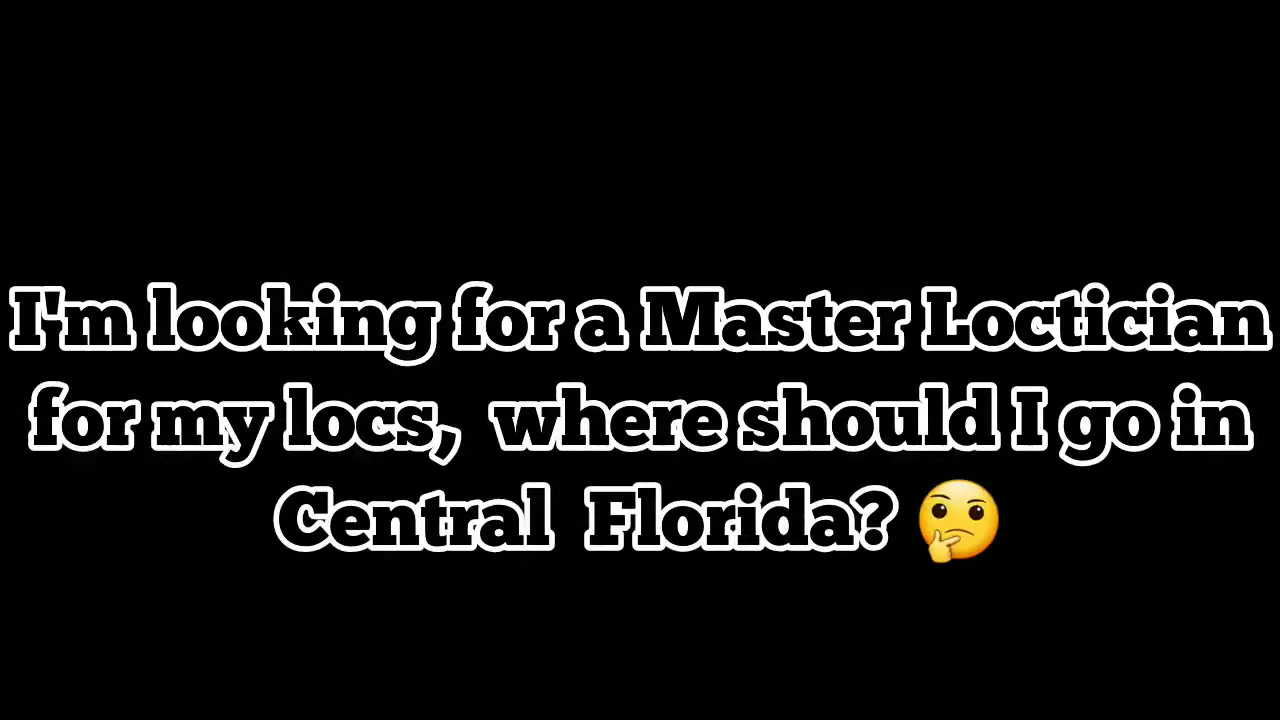 I'm looking for a Master Loctician
for my locs,  where should I go in
Central  Florida? 🤔